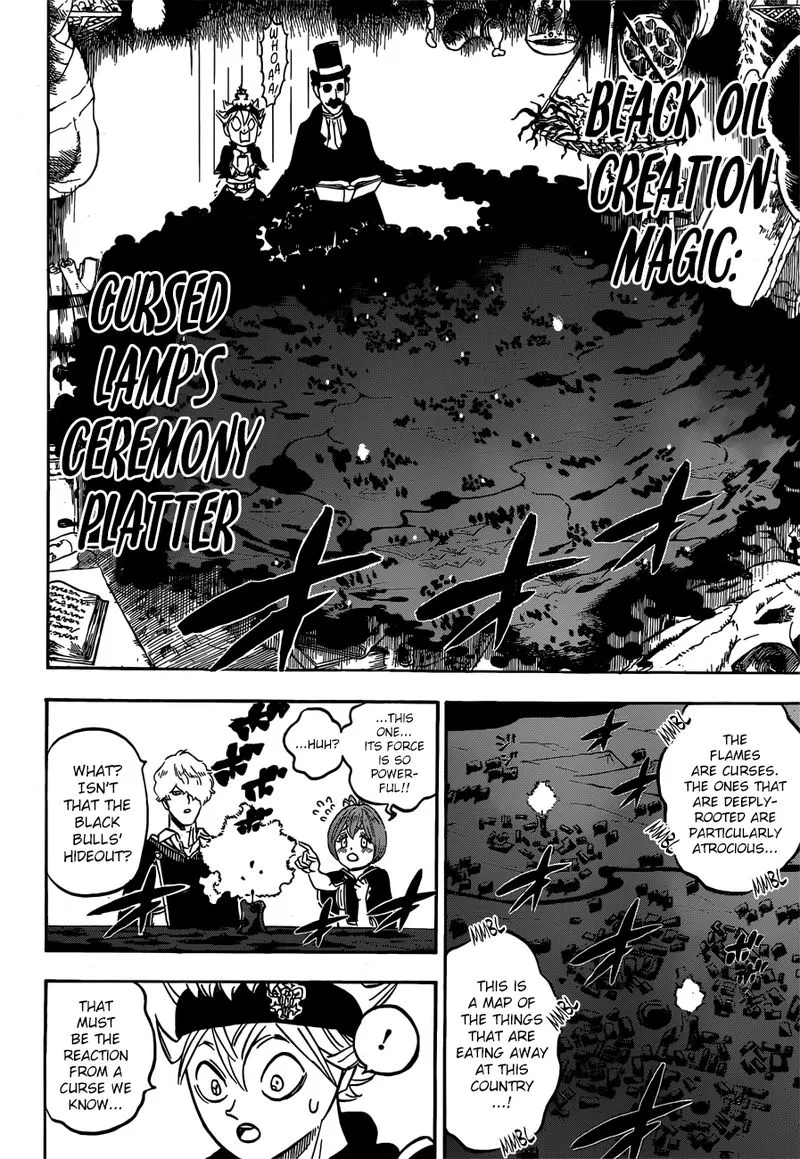 WHOAAA!
BLACK OIL
CREATION
MAGIC:
CURSED
LAMP'S
CEREMONY
PLATTER
THE
FLAMES
ARE CURSES.
THE ONES
THAT ARE
DEEPLY-
ROOTED ARE
PARTICULARLY
ATROCIOUS...
MMBL
MMBL
MMBL
MMBL
MMBL
MMBL
THIS IS
A MAP OF
THE THINGS
THAT ARE
EATING AWAY
AT THIS
COUNTRY
...!
...THIS
ONE...
ITS FORCE
IS SO
POWER-
FUL!!
...HUH?
WHAT?
ISN'T
THAT THE
BLACK
BULLS'
HIDEOUT?
!
THAT
MUST
BE THE
REACTION
FROM A
CURSE WE
KNOW...